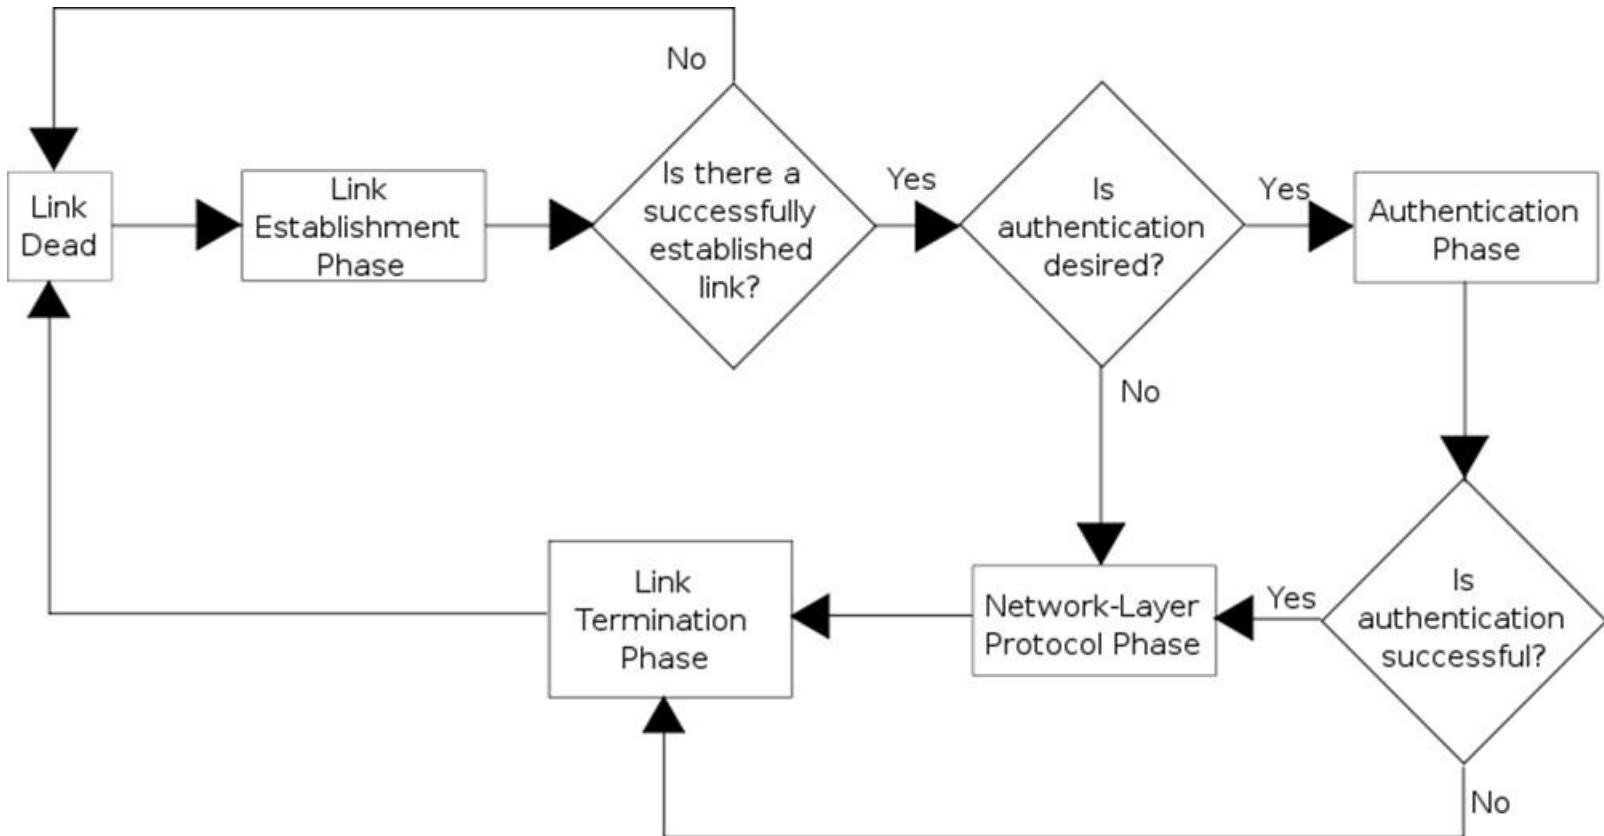 No
Link
Dead
Link
Establishment
Phase
Is there a
successfully
established
link?
Yes
Is
authentication
desired?
Yes
Authentication
Phase
No
Link
Termination
Phase
Network-Layer
Protocol Phase
Yes
Is
authentication
successful?
No